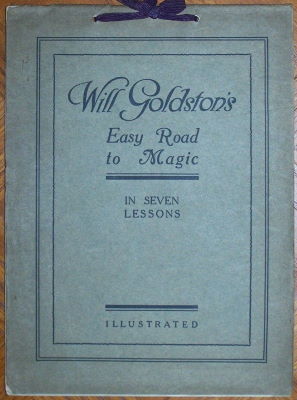 Will Goldston's
Easy Road
to Magic
IN SEVEN
LESSONS
ILLUSTRATED